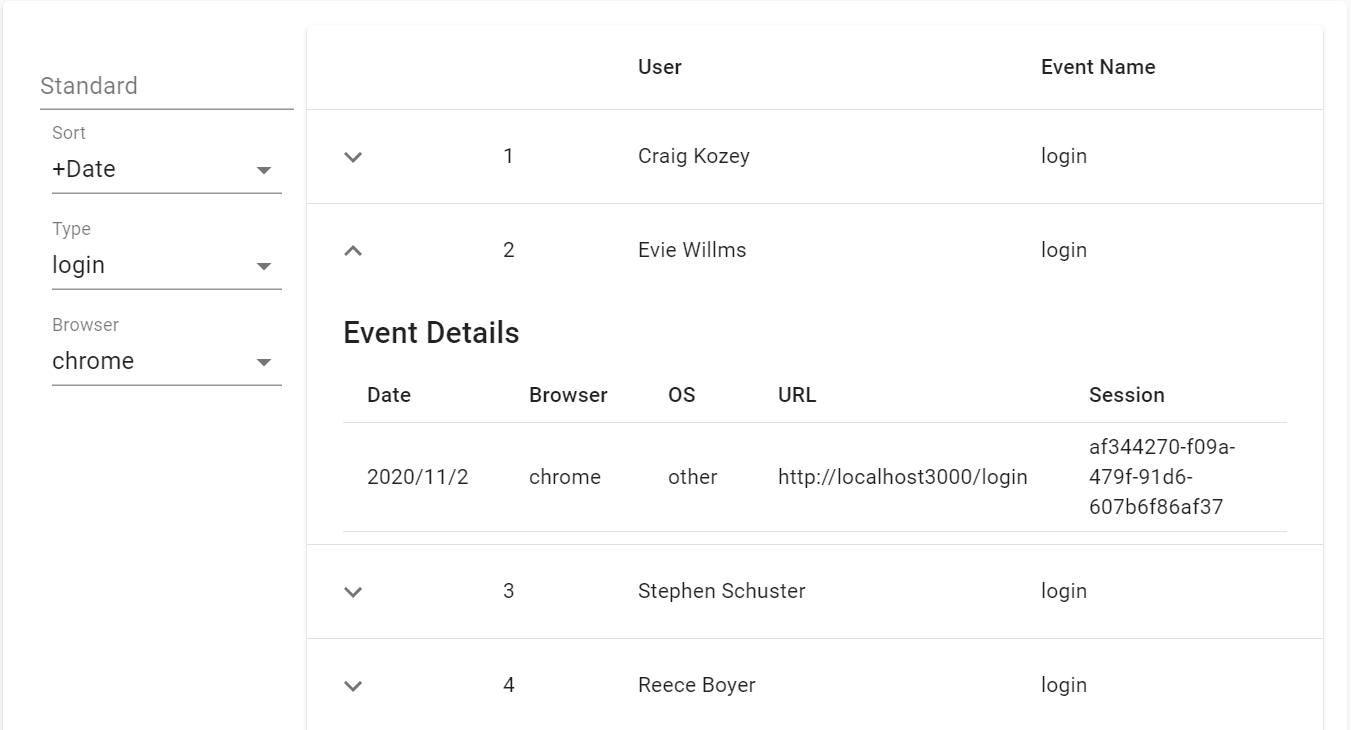 Standard
Sort
+Date
Type
login
Browser
chrome
User Event Name
1 Craig Kozey login
2 Evie Willms login
Event Details
Date Browser OS URL Session
2020/11/2 chrome other http://localhost3000/login af344270-f09a-
479f-91d6-
607b6f86af37
3 Stephen Schuster login
4 Reece Boyer login